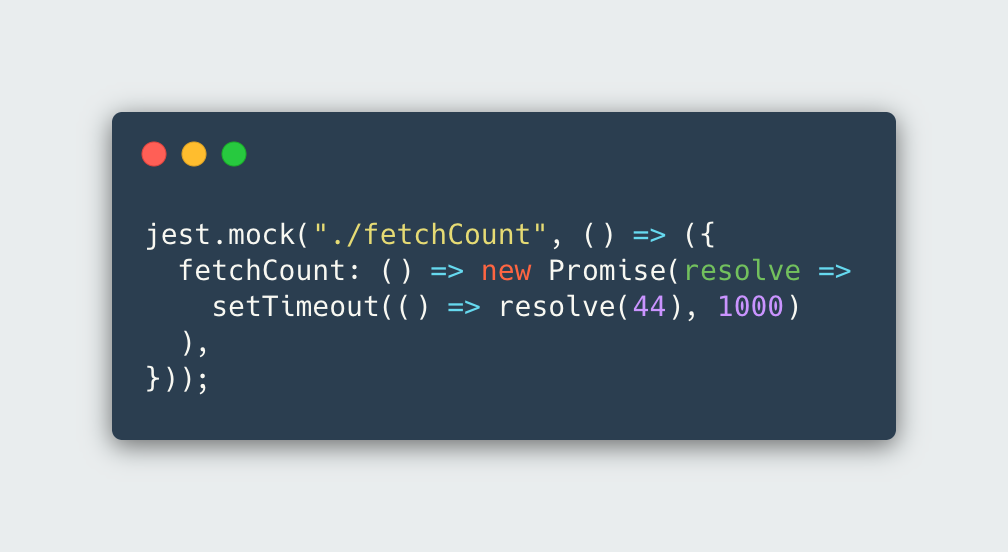 jest.mock("./fetchCount", () => ({
  fetchCount: () => new Promise(resolve =>
    setTimeout(() => resolve(44), 1000)
  ),
}));